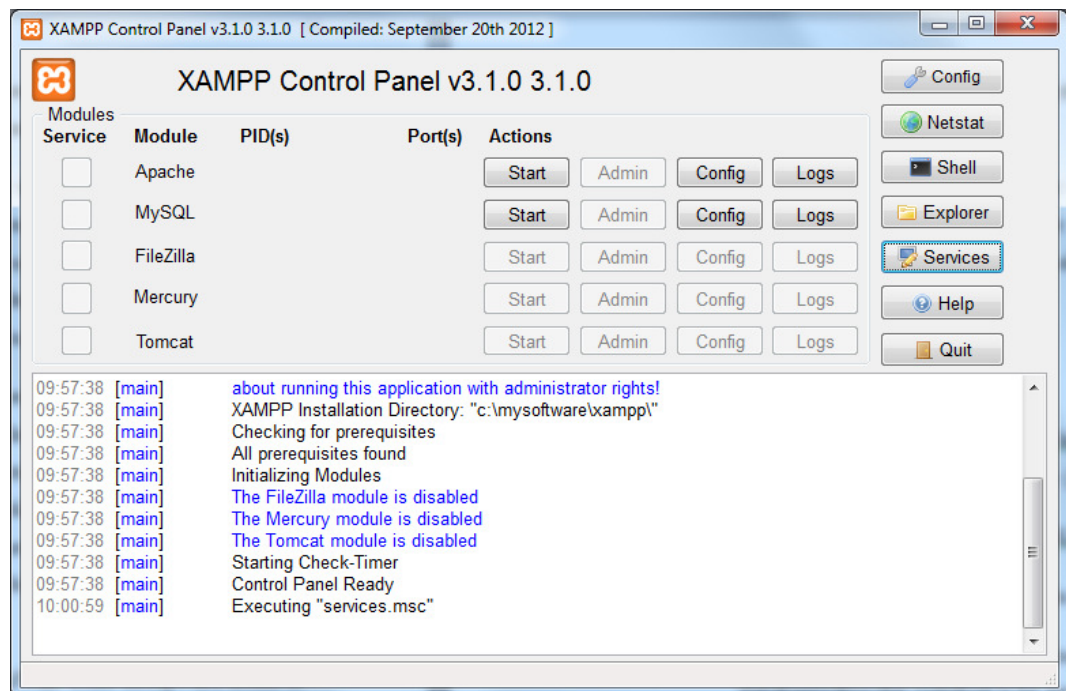 XAMPP Control Panel v3.1.0 3.1.0 [ Compiled: September 20th 2012 ]
XAMPP Control Panel v3.1.0 3.1.0
Config
Netstat
Shell
Explorer
Services
Help
Quit
Modules
Service Module PID(s) Port(s) Actions
Apache Start Admin Config Logs
MySQL Start Admin Config Logs
FileZilla Start Admin Config Logs
Mercury Start Admin Config Logs
Tomcat Start Admin Config Logs
09:57:38 [main] about running this application with administrator rights!
09:57:38 [main] XAMPP Installation Directory: "c:\mysoftware\xampp\"
09:57:38 [main] Checking for prerequisites
09:57:38 [main] All prerequisites found
09:57:38 [main] Initializing Modules
09:57:38 [main] The FileZilla module is disabled
09:57:38 [main] The Mercury module is disabled
09:57:38 [main] The Tomcat module is disabled
09:57:38 [main] Starting Check-Timer
09:57:38 [main] Control Panel Ready
10:00:59 [main] Executing "services.msc"